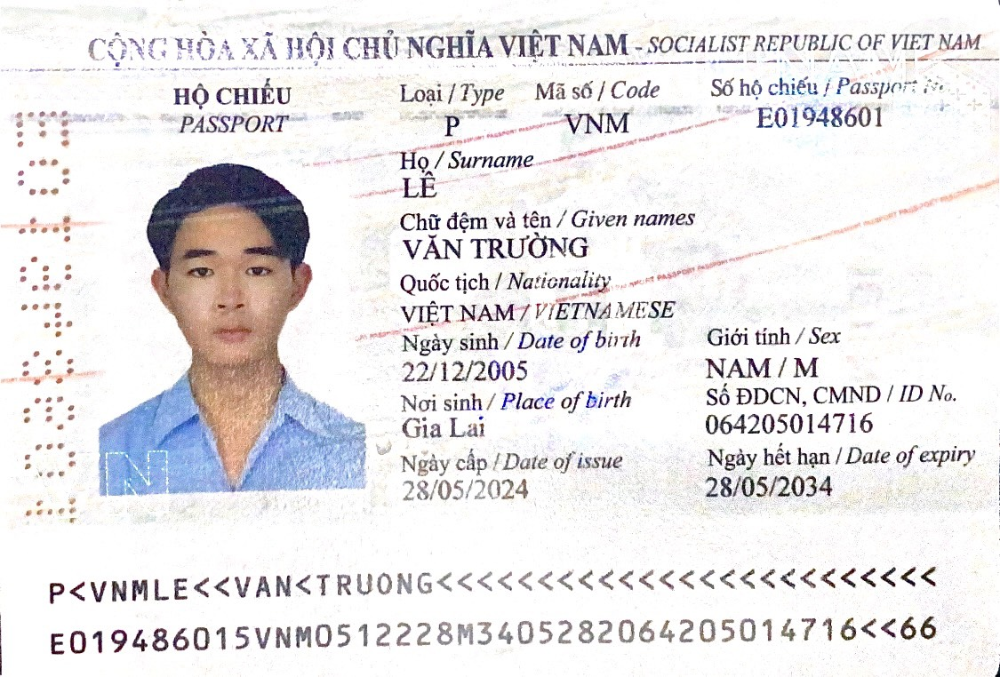 CỘNG HÒA XÃ HỘI CHỦ NGHĨA VIỆT NAM - SOCIALIST REPUBLIC OF VIET NAM
HỘ CHIẾU
PASSPORT
Loại / Type Mã số / Code Số hộ chiếu / Passport No.
P VNM E01948601
Họ / Surname
LÊ
Chữ đệm và tên / Given names
VĂN TRƯỜNG
Quốc tịch / Nationality
VIỆT NAM / VIETNAMESE
Ngày sinh / Date of birth Giới tính / Sex
22/12/2005 NAM / M
Nơi sinh / Place of birth Số ĐDCN, CMND / ID No.
Gia Lai 064205014716
Ngày cấp / Date of issue Ngày hết hạn / Date of expiry
28/05/2024 28/05/2034
P<VNMLE<<VAN<TRUONG<<<<<<<<<<<<<<<<<<<<<<<<<
E019486015VNM0512228M3405282064205014716<<66